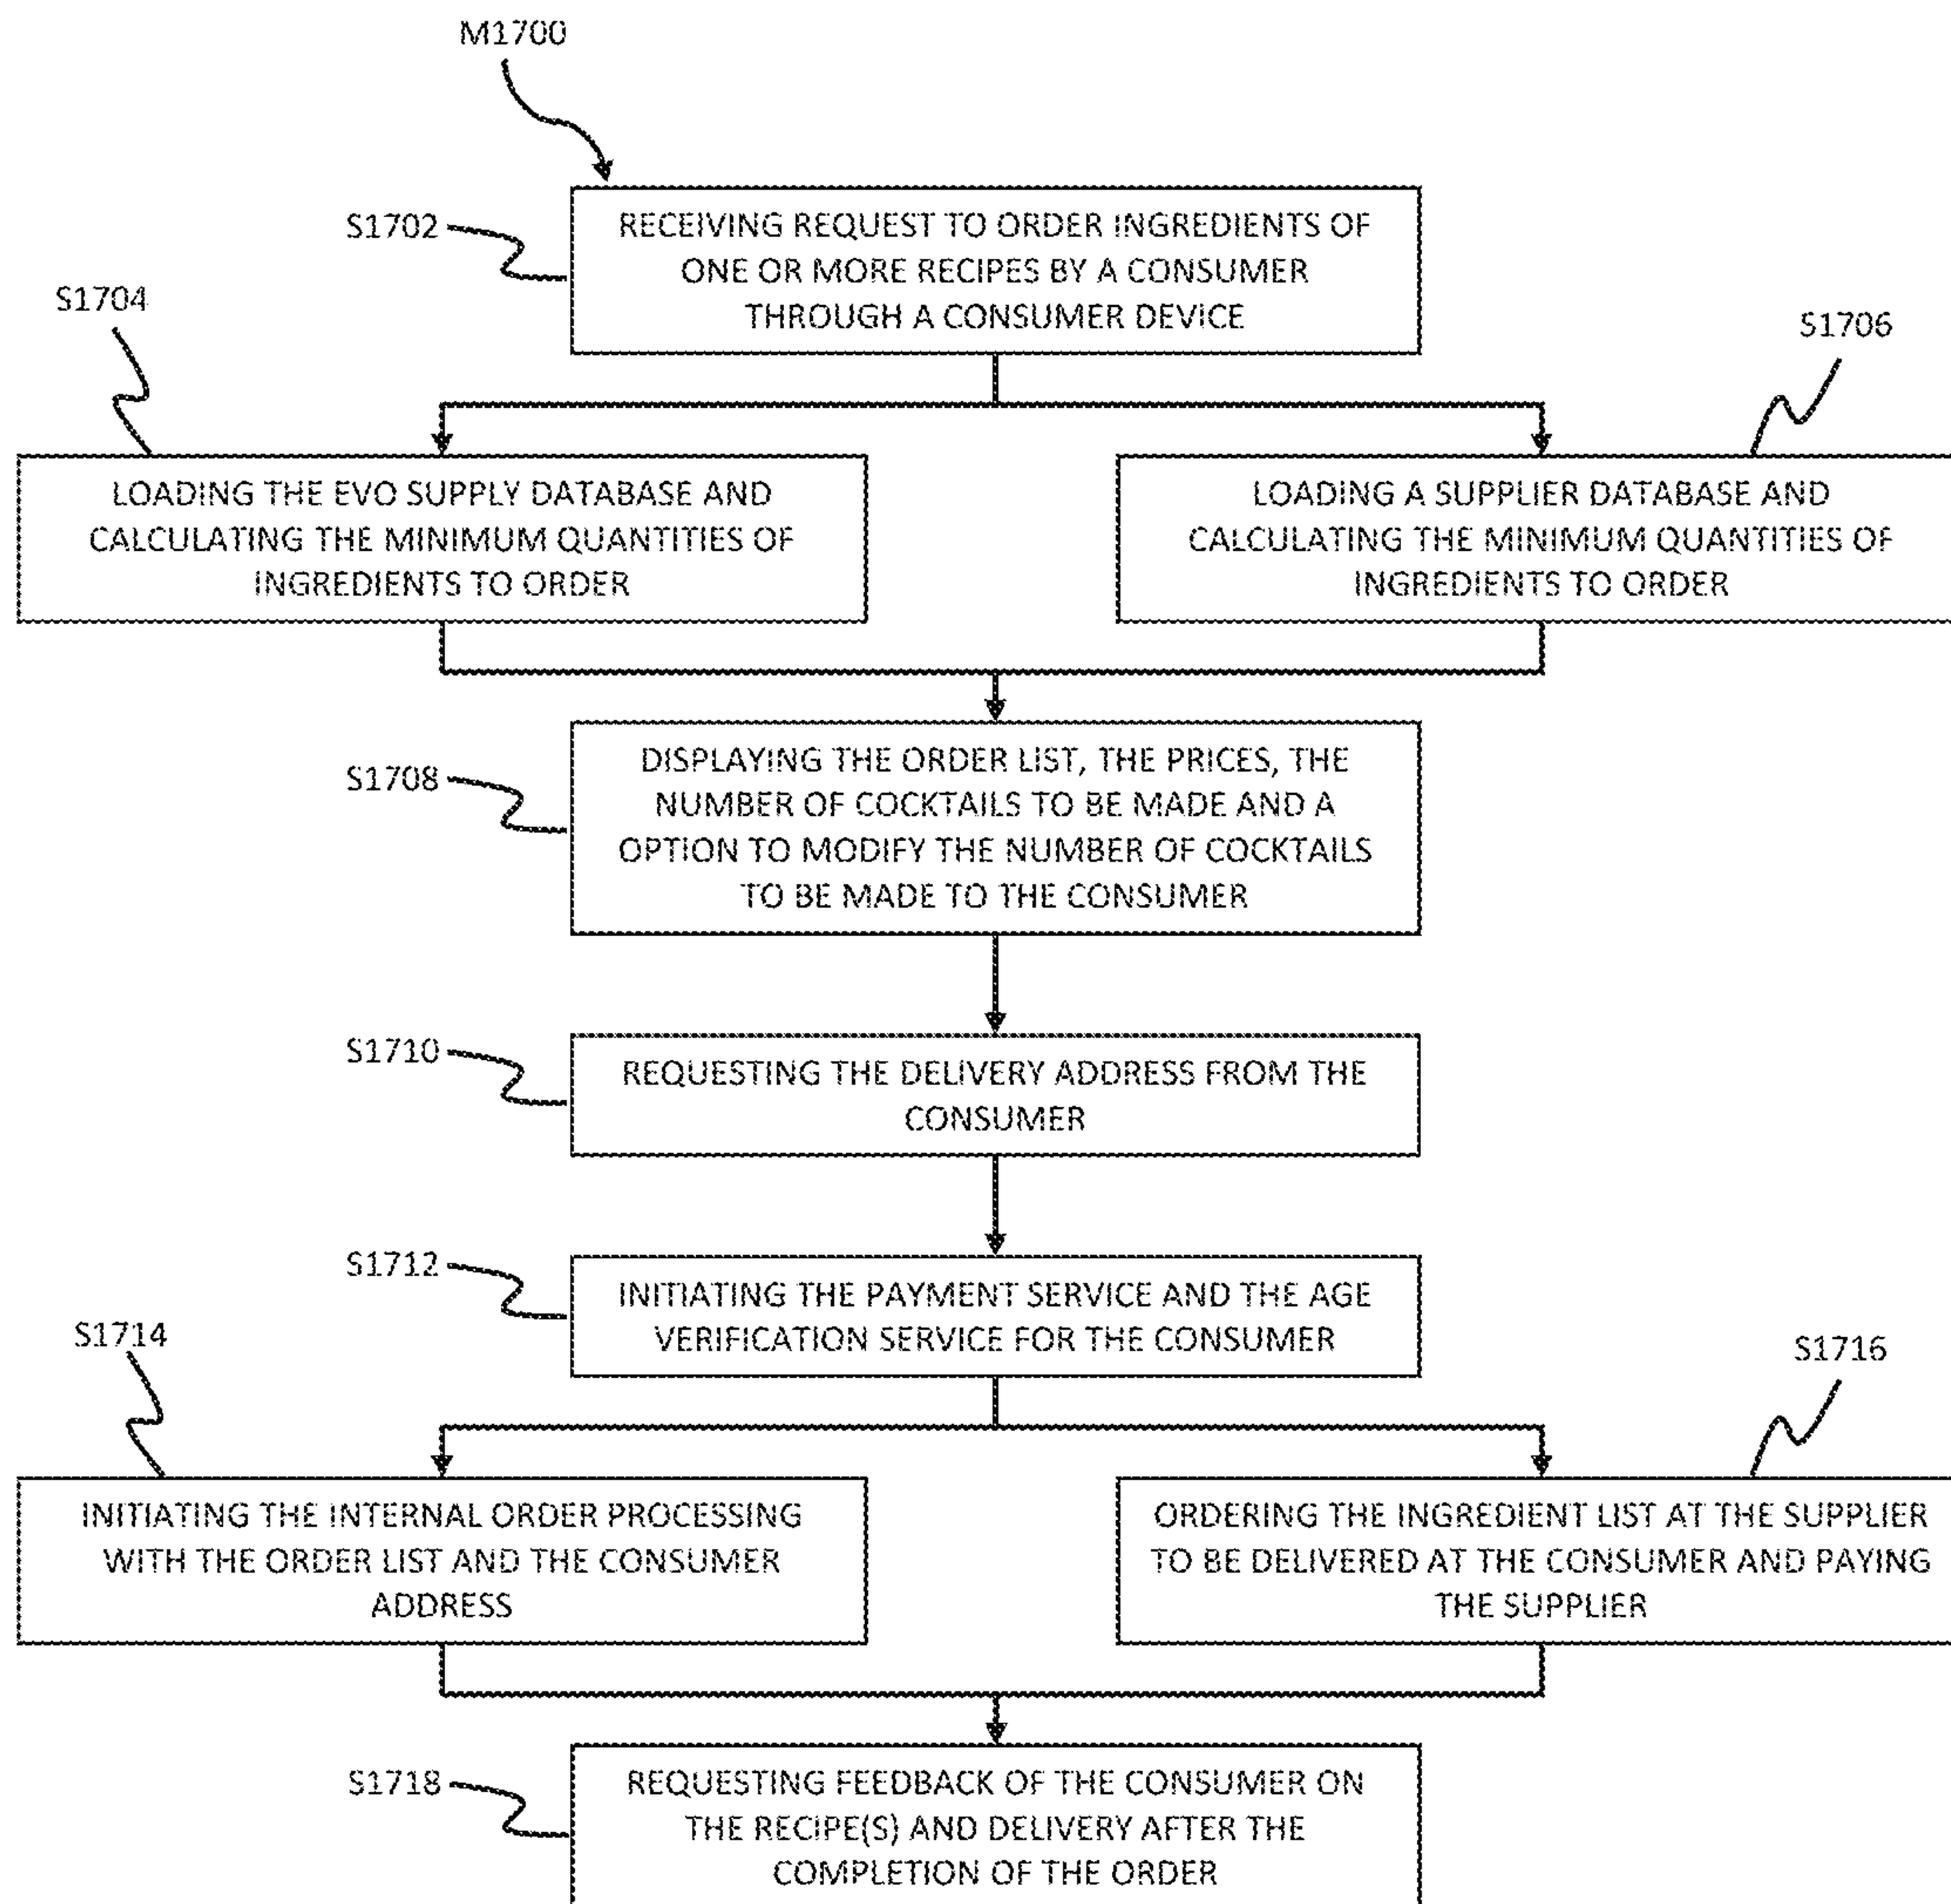 M1700
S1702
RECEIVING REQUEST TO ORDER INGREDIENTS OF
ONE OR MORE RECIPES BY A CONSUMER
THROUGH A CONSUMER DEVICE
S1704
S1706
LOADING THE EVO SUPPLY DATABASE AND
CALCULATING THE MINIMUM QUANTITIES OF
INGREDIENTS TO ORDER
LOADING A SUPPLIER DATABASE AND
CALCULATING THE MINIMUM QUANTITIES OF
INGREDIENTS TO ORDER
S1708
DISPLAYING THE ORDER LIST, THE PRICES, THE
NUMBER OF COCKTAILS TO BE MADE AND A
OPTION TO MODIFY THE NUMBER OF COCKTAILS
TO BE MADE TO THE CONSUMER
S1710
REQUESTING THE DELIVERY ADDRESS FROM THE
CONSUMER
S1712
INITIATING THE PAYMENT SERVICE AND THE AGE
VERIFICATION SERVICE FOR THE CONSUMER
S1714
S1716
INITIATING THE INTERNAL ORDER PROCESSING
WITH THE ORDER LIST AND THE CONSUMER
ADDRESS
ORDERING THE INGREDIENT LIST AT THE SUPPLIER
TO BE DELIVERED AT THE CONSUMER AND PAYING
THE SUPPLIER
S1718
REQUESTING FEEDBACK OF THE CONSUMER ON
THE RECIPE(S) AND DELIVERY AFTER THE
COMPLETION OF THE ORDER